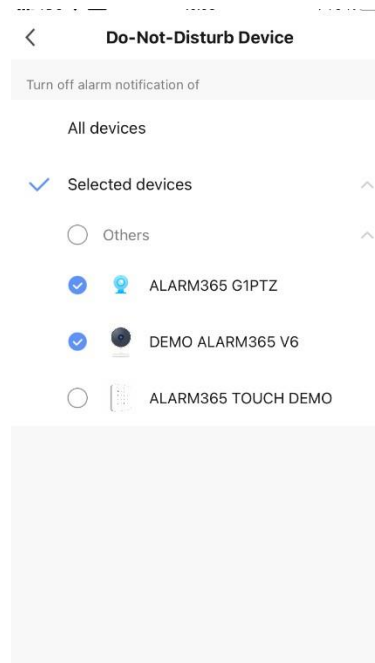 Do-Not-Disturb Device
Turn off alarm notification of
All devices
Selected devices
Others
ALARM365 G1PTZ
DEMO ALARM365 V6
ALARM365 TOUCH DEMO